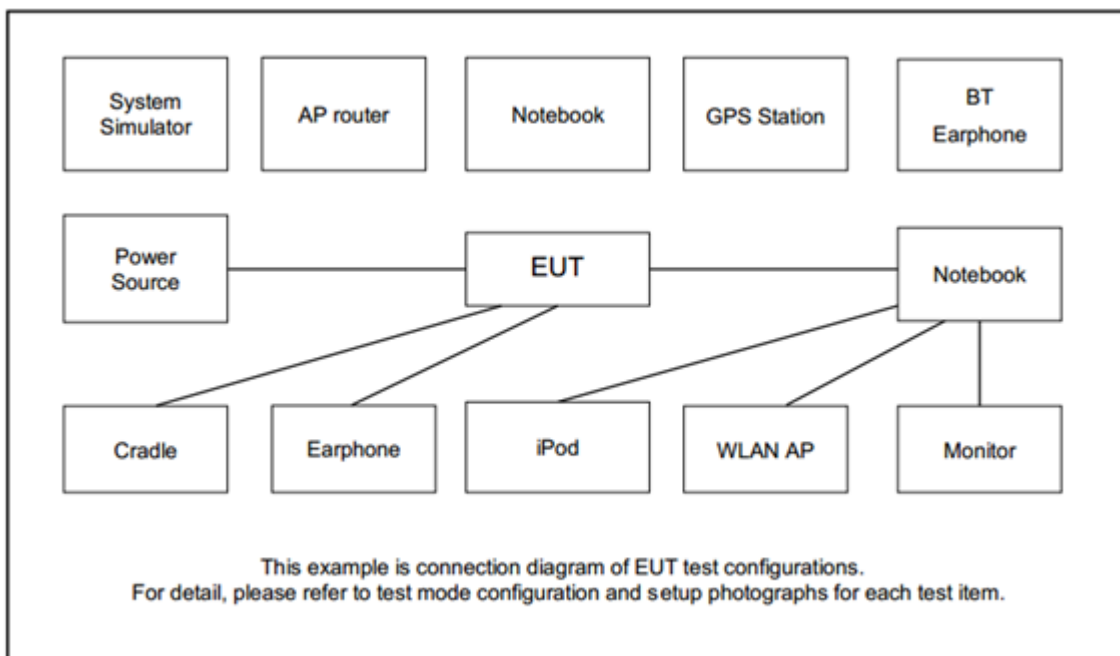 System
Simulator
AP router
Notebook
GPS Station
BT
Earphone
Power
Source
EUT
Notebook
Cradle
Earphone
iPod
WLAN AP
Monitor
This example is connection diagram of EUT test configurations.
For detail, please refer to test mode configuration and setup photographs for each test item.